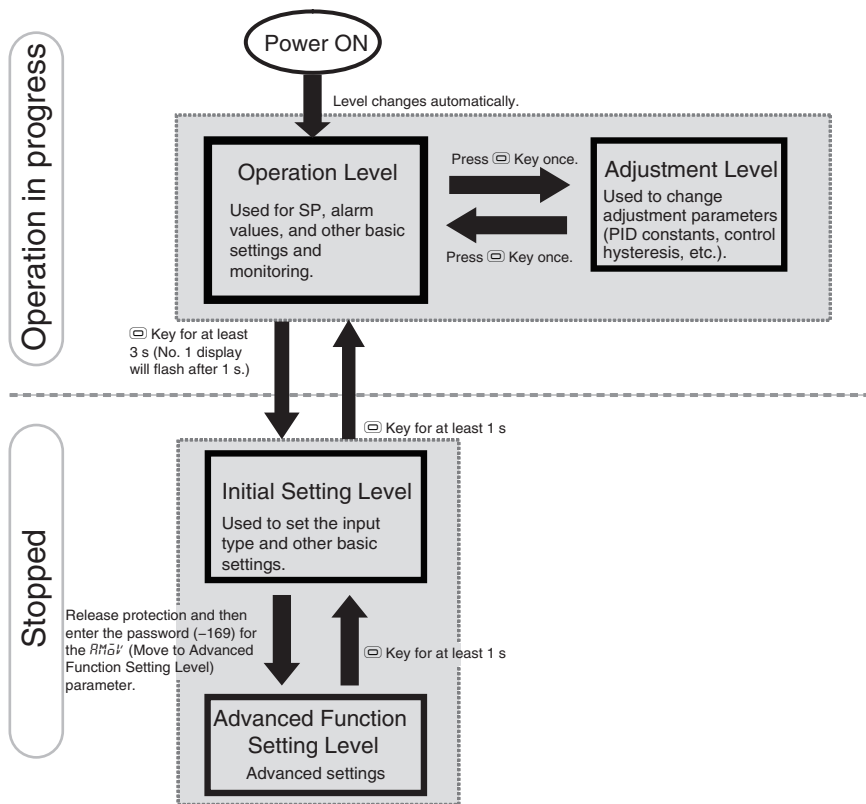 Operation in progress
Power ON
Level changes automatically.
Operation Level
Used for SP, alarm
values, and other basic
settings and
monitoring.
Press Key once.
Press Key once.
Adjustment Level
Used to change
adjustment parameters
(PID constants, control
hysteresis, etc.).
Key for at least
3 s (No. 1 display
will flash after 1 s.)
Key for at least 1 s
Stopped
Initial Setting Level
Used to set the input
type and other basic
settings.
Release protection and then
enter the password (−169) for
the AMOV (Move to Advanced
Function Setting Level)
parameter.
Key for at least 1 s
Advanced Function
Setting Level
Advanced settings